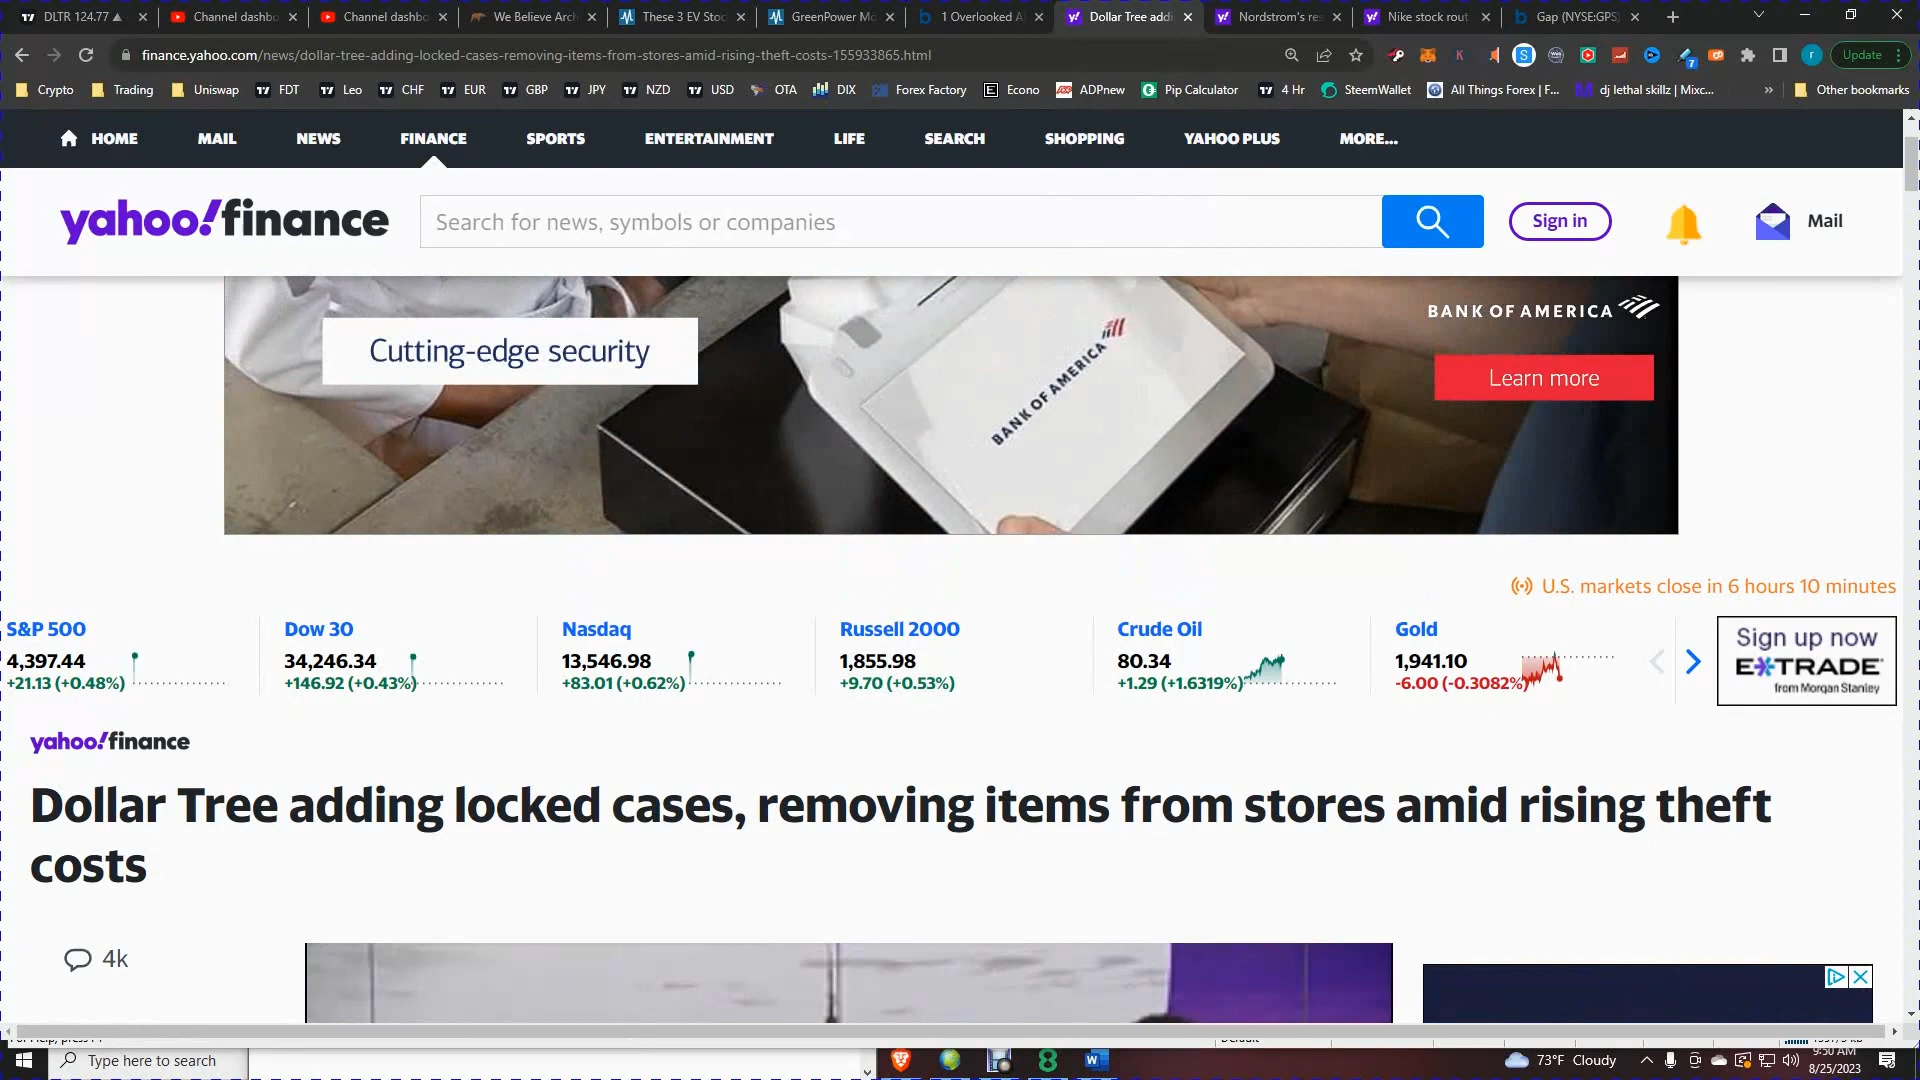 DLTR 124.77 ▲
Channel dashbo
Channel dashbo
We Believe Arch
These 3 EV Stoc
GreenPower Mo
1 Overlooked A
Dollar Tree addi
Nordstrom's res
Nike stock rout
Gap (NYSE:GPS)
finance.yahoo.com/news/dollar-tree-adding-locked-cases-removing-items-from-stores-amid-rising-theft-costs-155933865.html
Update
Crypto Trading Uniswap FDT Leo CHF EUR GBP JPY NZD USD OTA DIX Forex Factory Econo ADPnew Pip Calculator 4 Hr SteemWallet All Things Forex | F... dj lethal skillz | Mixc... » Other bookmarks
HOME MAIL NEWS FINANCE SPORTS ENTERTAINMENT LIFE SEARCH SHOPPING YAHOO PLUS MORE...
yahoo!finance
Search for news, symbols or companies
Sign in
Mail
Cutting-edge security
BANK OF AMERICA
BANK OF AMERICA
Learn more
U.S. markets close in 6 hours 10 minutes
S&P 500
4,397.44
+21.13 (+0.48%)
Dow 30
34,246.34
+146.92 (+0.43%)
Nasdaq
13,546.98
+83.01 (+0.62%)
Russell 2000
1,855.98
+9.70 (+0.53%)
Crude Oil
80.34
+1.29 (+1.6319%)
Gold
1,941.10
-6.00 (-0.3082%)
Sign up now
E*TRADE
from Morgan Stanley
yahoo!finance
Dollar Tree adding locked cases, removing items from stores amid rising theft
costs
4k
Type here to search
73°F Cloudy
9:50 AM
8/25/2023